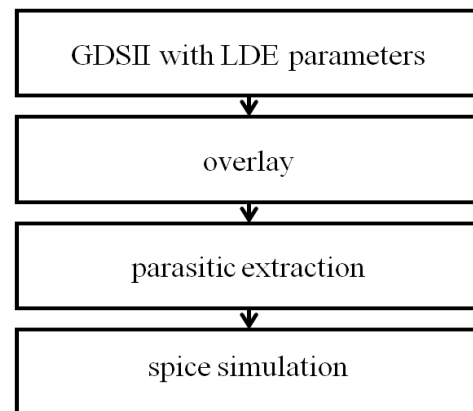 GDSII with LDE parameters
overlay
parasitic extraction
spice simulation